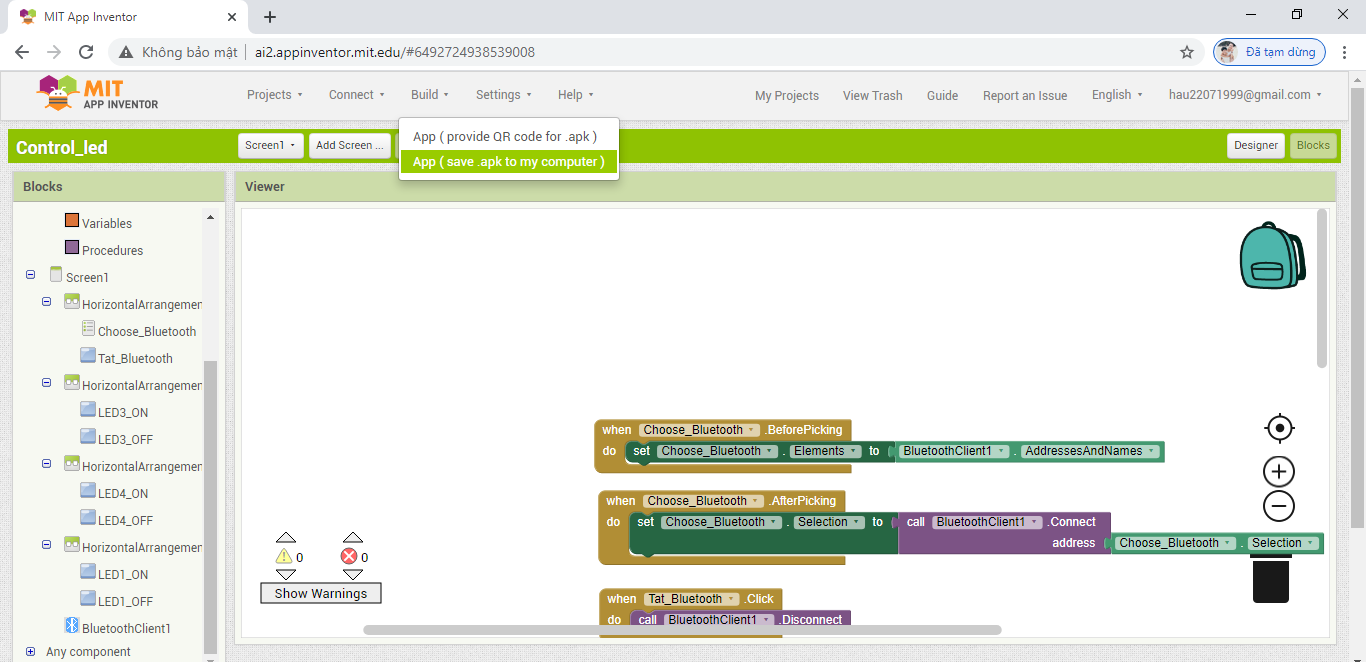 MIT App Inventor
Không bảo mật ai2.appinventor.mit.edu/#6492724938539008 Đã tạm dừng
MIT
APP INVENTOR
Projects Connect Build Settings Help My Projects View Trash Guide Report an Issue English hau22071999@gmail.com
App ( provide QR code for .apk )
App ( save .apk to my computer )
Control_led Screen1 Add Screen ... Designer Blocks
Blocks
Variables
Procedures
Screen1
HorizontalArrangemen
Choose_Bluetooth
Tat_Bluetooth
HorizontalArrangemen
LED3_ON
LED3_OFF
HorizontalArrangemen
LED4_ON
LED4_OFF
HorizontalArrangemen
LED1_ON
LED1_OFF
BluetoothClient1
Any component
Viewer
when Choose_Bluetooth .BeforePicking
do set Choose_Bluetooth . Elements to BluetoothClient1 . AddressesAndNames
when Choose_Bluetooth .AfterPicking
do set Choose_Bluetooth . Selection to call BluetoothClient1 .Connect
address Choose_Bluetooth . Selection
when Tat_Bluetooth .Click
do call BluetoothClient1 .Disconnect
0 0
Show Warnings